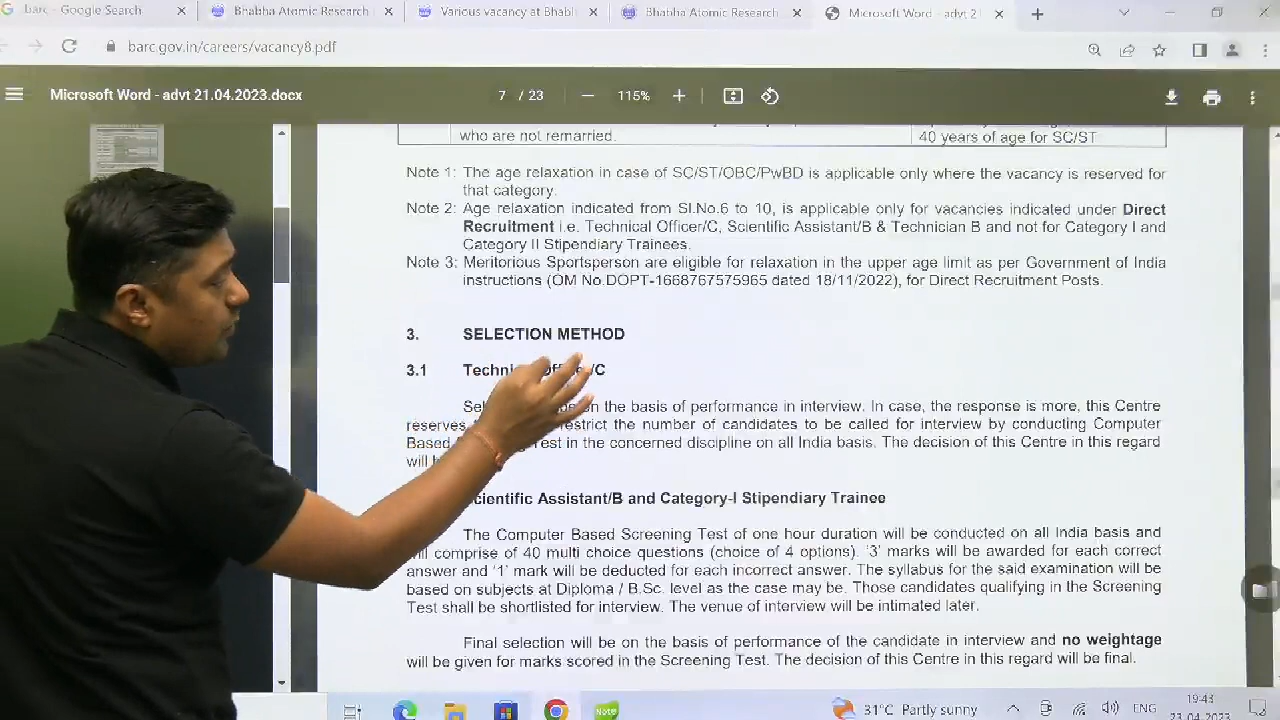 barc - Google Search
Bhabha Atomic Research
Various vacancy at Bhabh
Bhabha Atomic Research
Microsoft Word - advt 21
barc.gov.in/careers/vacancy8.pdf
Microsoft Word - advt 21.04.2023.docx
7 / 23
115%
who are not remarried.
40 years of age for SC/ST
Note 1: The age relaxation in case of SC/ST/OBC/PwBD is applicable only where the vacancy is reserved for
that category.
Note 2: Age relaxation indicated from Sl.No.6 to 10, is applicable only for vacancies indicated under Direct
Recruitment i.e. Technical Officer/C, Scientific Assistant/B & Technician B and not for Category I and
Category II Stipendiary Trainees.
Note 3: Meritorious Sportsperson are eligible for relaxation in the upper age limit as per Government of India
instructions (OM No.DOPT-1668767575965 dated 18/11/2022), for Direct Recruitment Posts.
3. SELECTION METHOD
3.1 /C
on the basis of performance in interview. In case, the response is more, this Centre
reserves restrict the number of candidates to be called for interview by conducting Computer
Based in the concerned discipline on all India basis. The decision of this Centre in this regard
will
Scientific Assistant/B and Category-I Stipendiary Trainee
The Computer Based Screening Test of one hour duration will be conducted on all India basis and
will comprise of 40 multi choice questions (choice of 4 options). '3' marks will be awarded for each correct
answer and '1' mark will be deducted for each incorrect answer. The syllabus for the said examination will be
based on subjects at Diploma / B.Sc. level as the case may be. Those candidates qualifying in the Screening
Test shall be shortlisted for interview. The venue of interview will be intimated later.
Final selection will be on the basis of performance of the candidate in interview and no weightage
will be given for marks scored in the Screening Test. The decision of this Centre in this regard will be final.
Note
31°C Partly sunny
ENG
19:43
23-04-2023